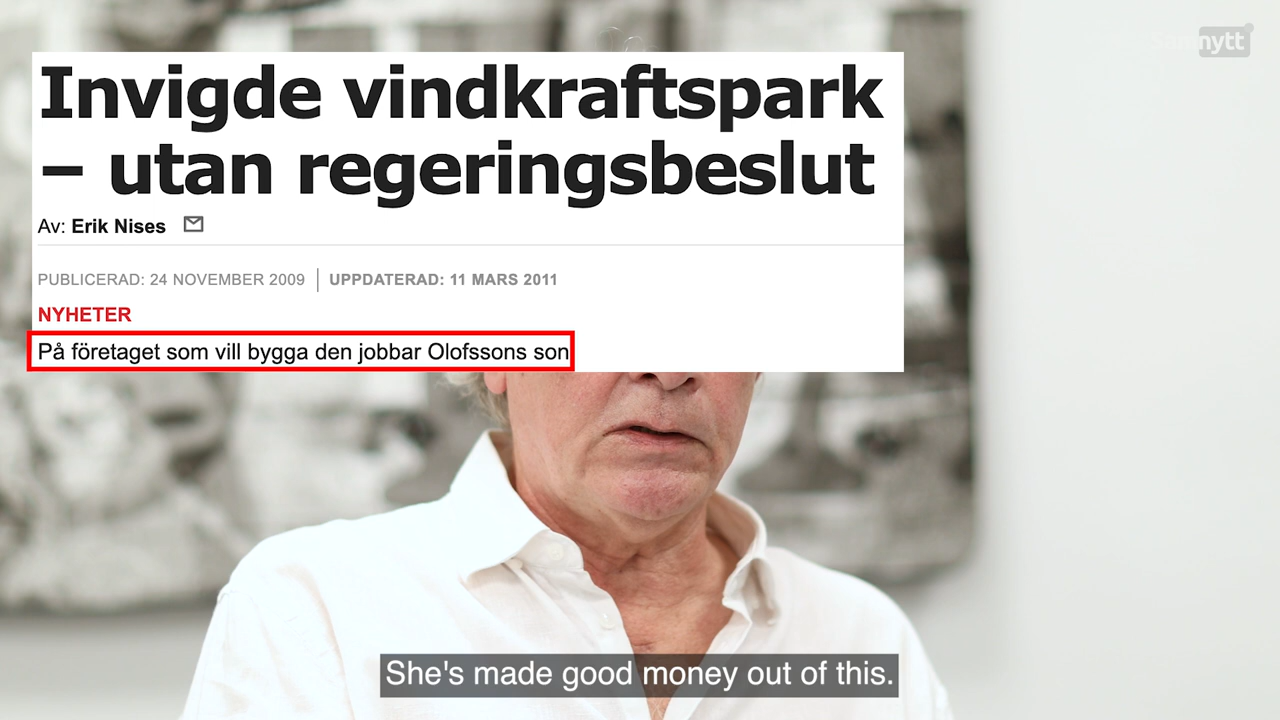 Samnytt
Invigde vindkraftspark
– utan regeringsbeslut
Av: Erik Nises
PUBLICERAD: 24 NOVEMBER 2009 | UPPDATERAD: 11 MARS 2011
NYHETER
På företaget som vill bygga den jobbar Olofssons son
She's made good money out of this.